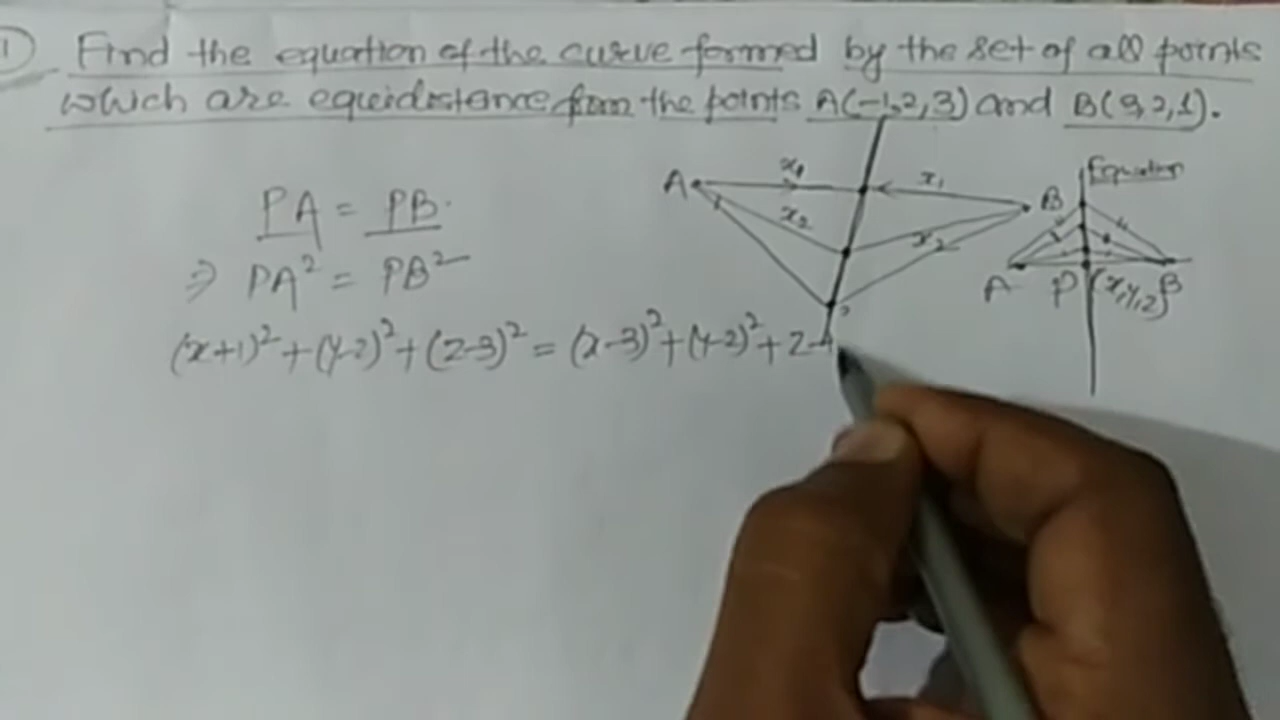 1) Find the equation of the curve formed by the set of all points
which are equidistance from the points A(-1,2,3) and B(3,2,1).
PA = PB.
⇒ PA² = PB²
(x+1)²+(y-2)²+(z-3)² = (x-3)²+(y-2)²+z-1
A x₁ x₁ B
x₂ x₂
Equation
B
A P(x,y,z) B